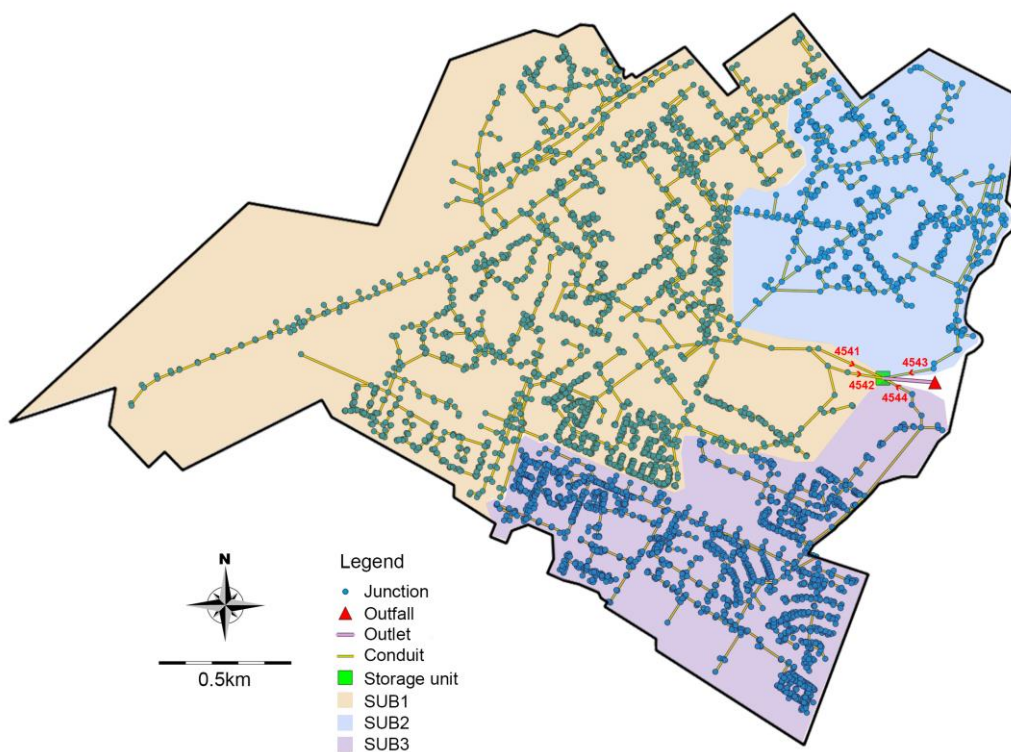 4541
4543
4542
4544
N
0.5km
Legend
Junction
Outfall
Outlet
Conduit
Storage unit
SUB1
SUB2
SUB3